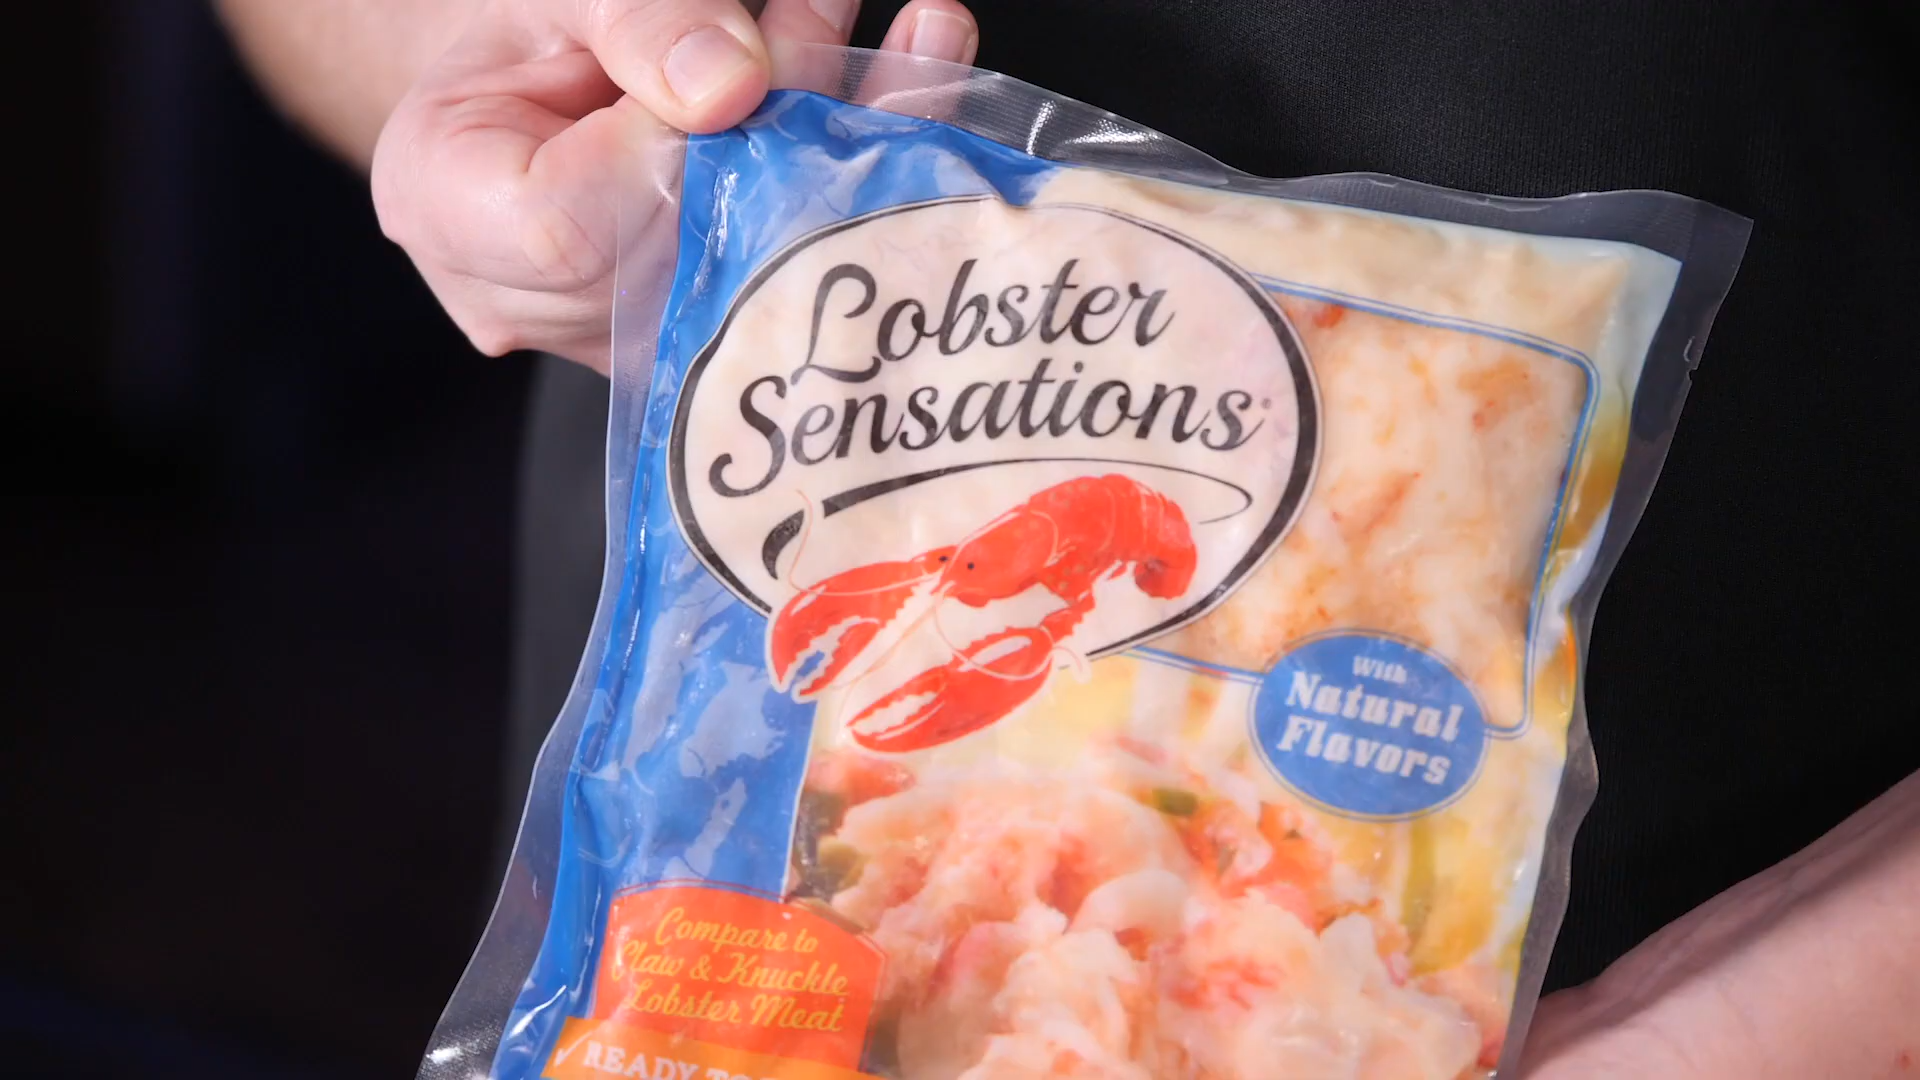 Lobster
Sensations®
With
Natural
Flavors
Compare to
Claw & Knuckle
Lobster Meat
✓READY